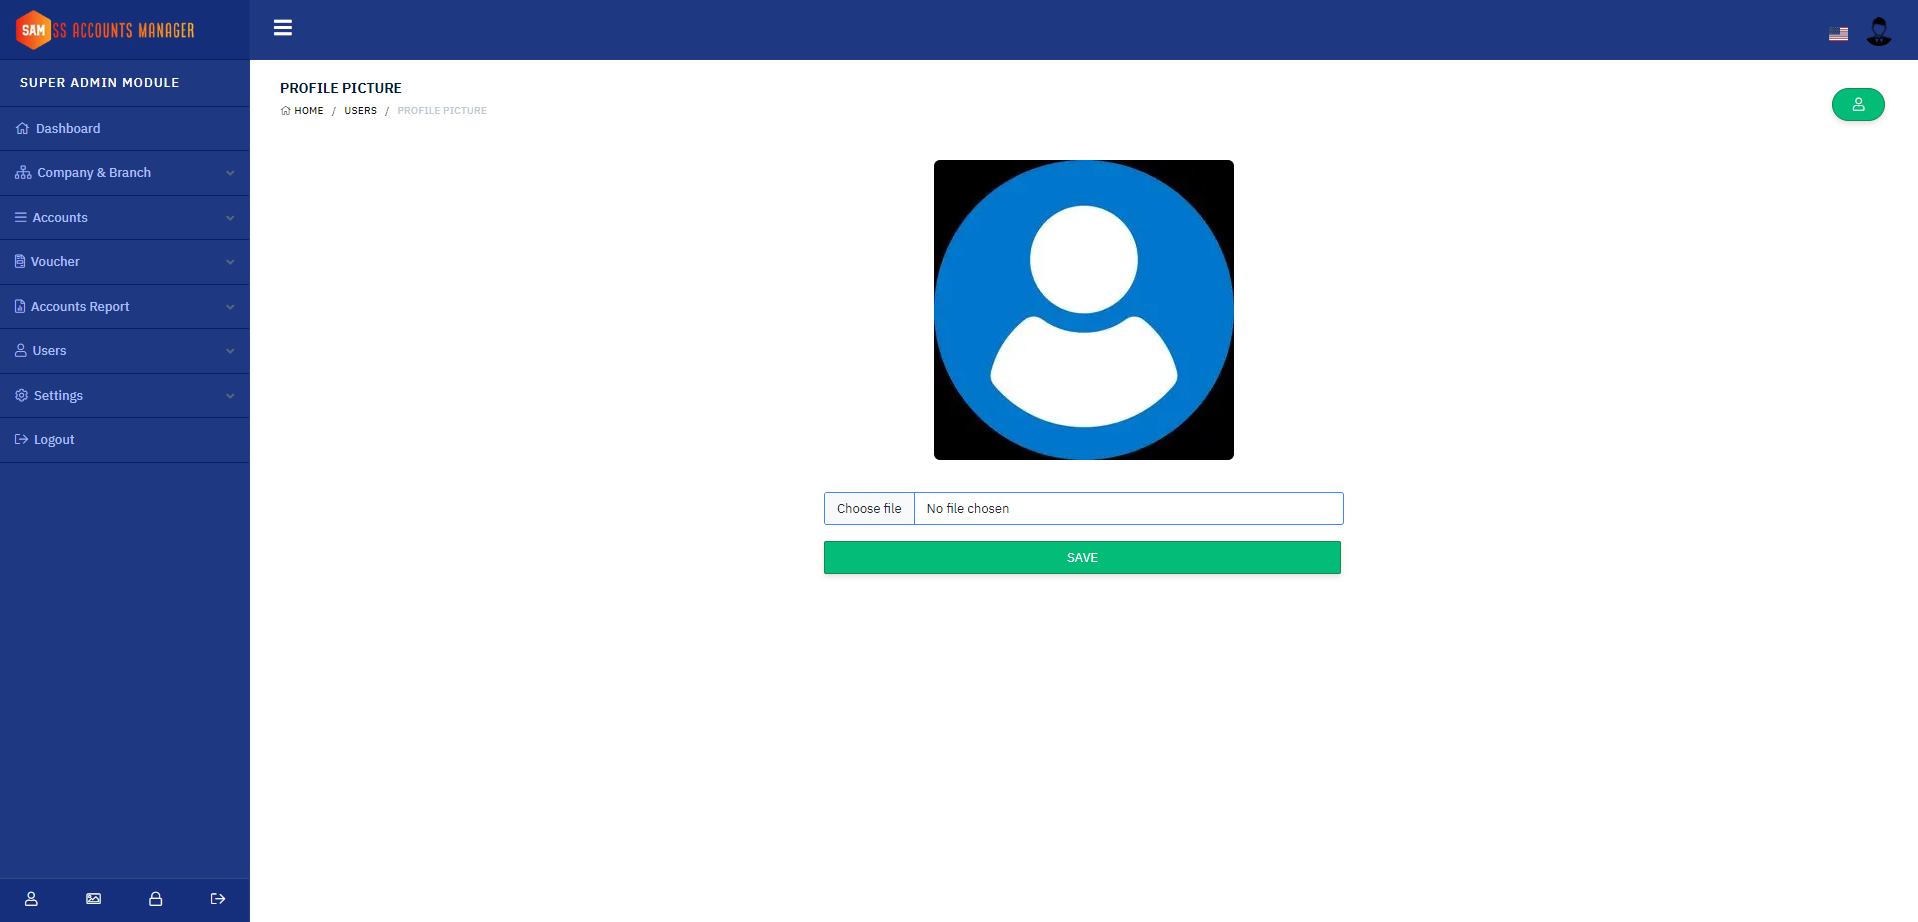 SAM SS ACCOUNTS MANAGER
SUPER ADMIN MODULE
Dashboard
Company & Branch
Accounts
Voucher
Accounts Report
Users
Settings
Logout
PROFILE PICTURE
HOME / USERS / PROFILE PICTURE
Choose file No file chosen
SAVE